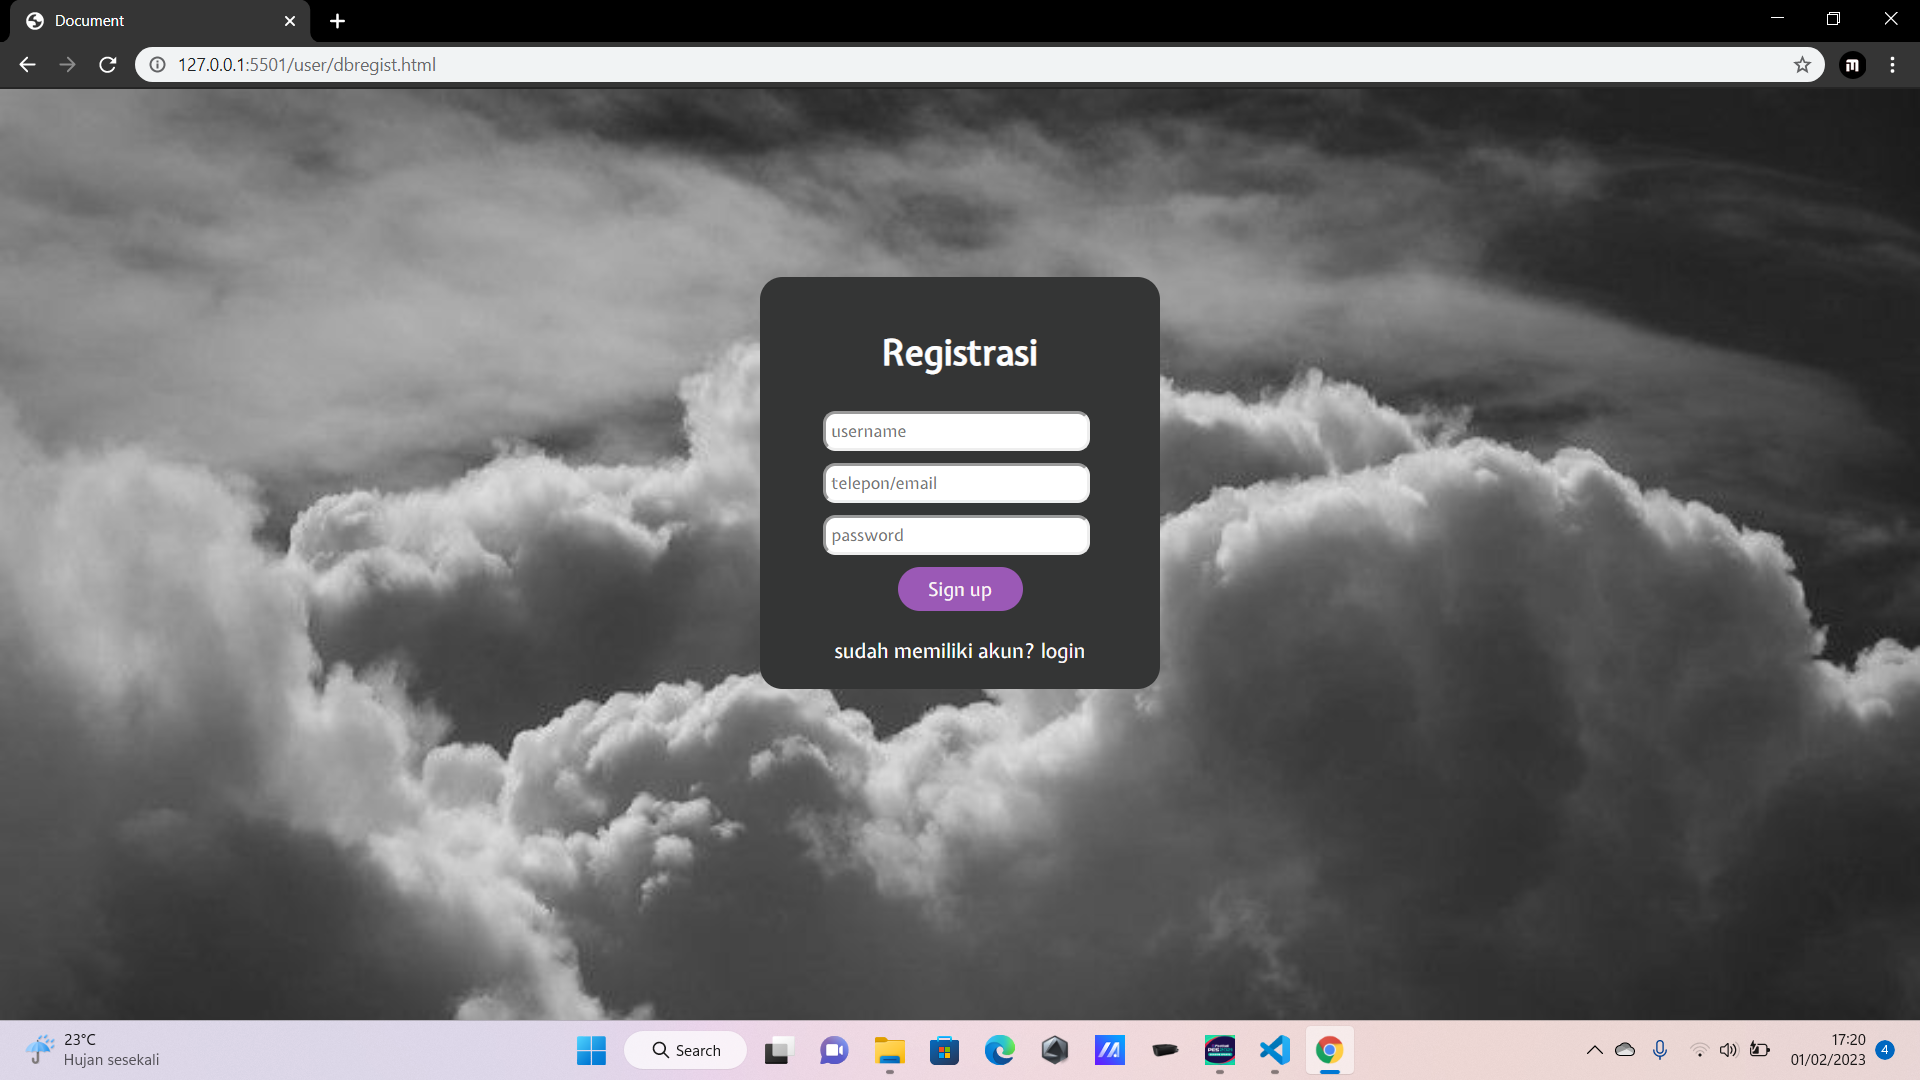 Document
127.0.0.1:5501/user/dbregist.html
Registrasi
username
telepon/email
password
Sign up
sudah memiliki akun? login
23°C
Hujan sesekali
Search
17:20
01/02/2023
4